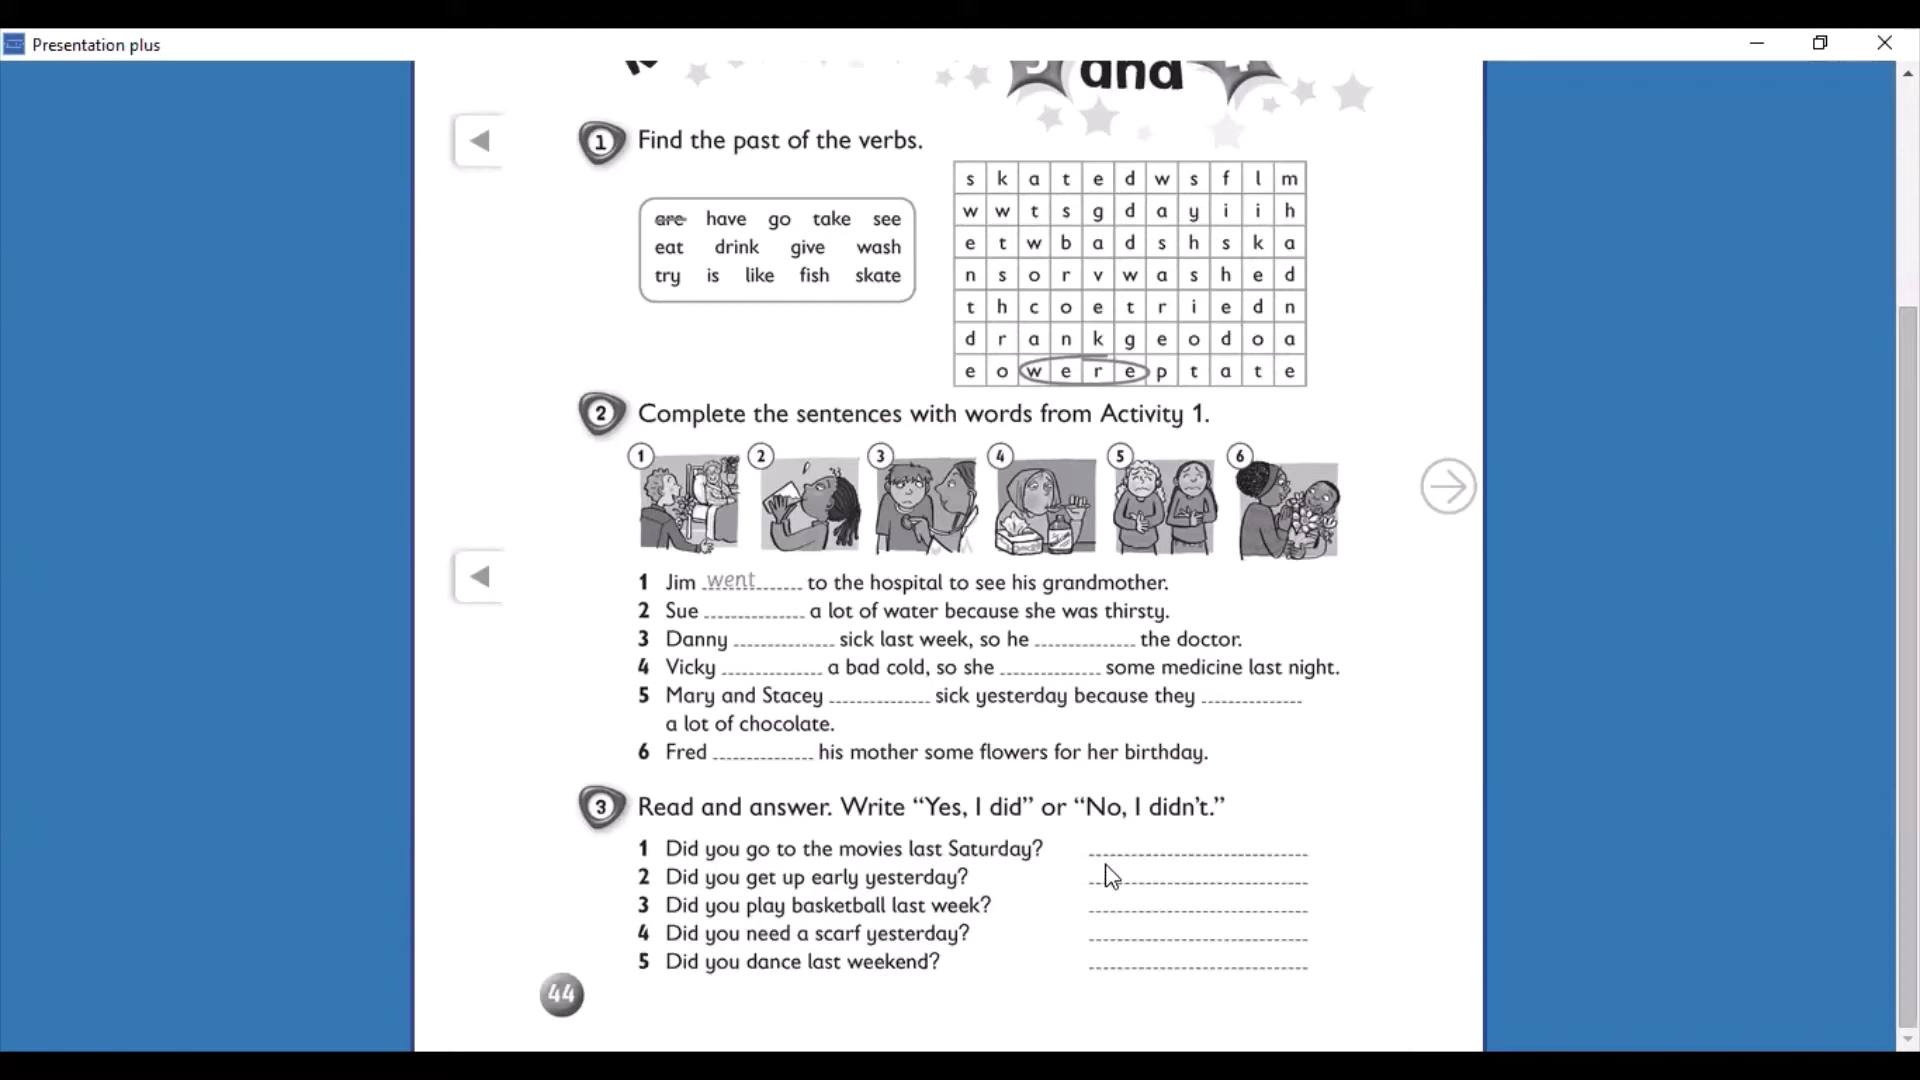 Presentation plus
and
1 Find the past of the verbs.
are have go take see
eat drink give wash
try is like fish skate
s k a t e d w s f l m
w w t s g d a y i i h
e t w b a d s h s k a
n s o r v w a s h e d
t h c o e t r i e d n
d r a n k g e o d o a
e o w e r e p t a t e
2 Complete the sentences with words from Activity 1.
1 2 3 4 5 6
1 Jim went to the hospital to see his grandmother.
2 Sue .............. a lot of water because she was thirsty.
3 Danny .............. sick last week, so he .............. the doctor.
4 Vicky .............. a bad cold, so she .............. some medicine last night.
5 Mary and Stacey .............. sick yesterday because they ..............
a lot of chocolate.
6 Fred .............. his mother some flowers for her birthday.
3 Read and answer. Write “Yes, I did” or “No, I didn’t.”
1 Did you go to the movies last Saturday?
2 Did you get up early yesterday?
3 Did you play basketball last week?
4 Did you need a scarf yesterday?
5 Did you dance last weekend?
44